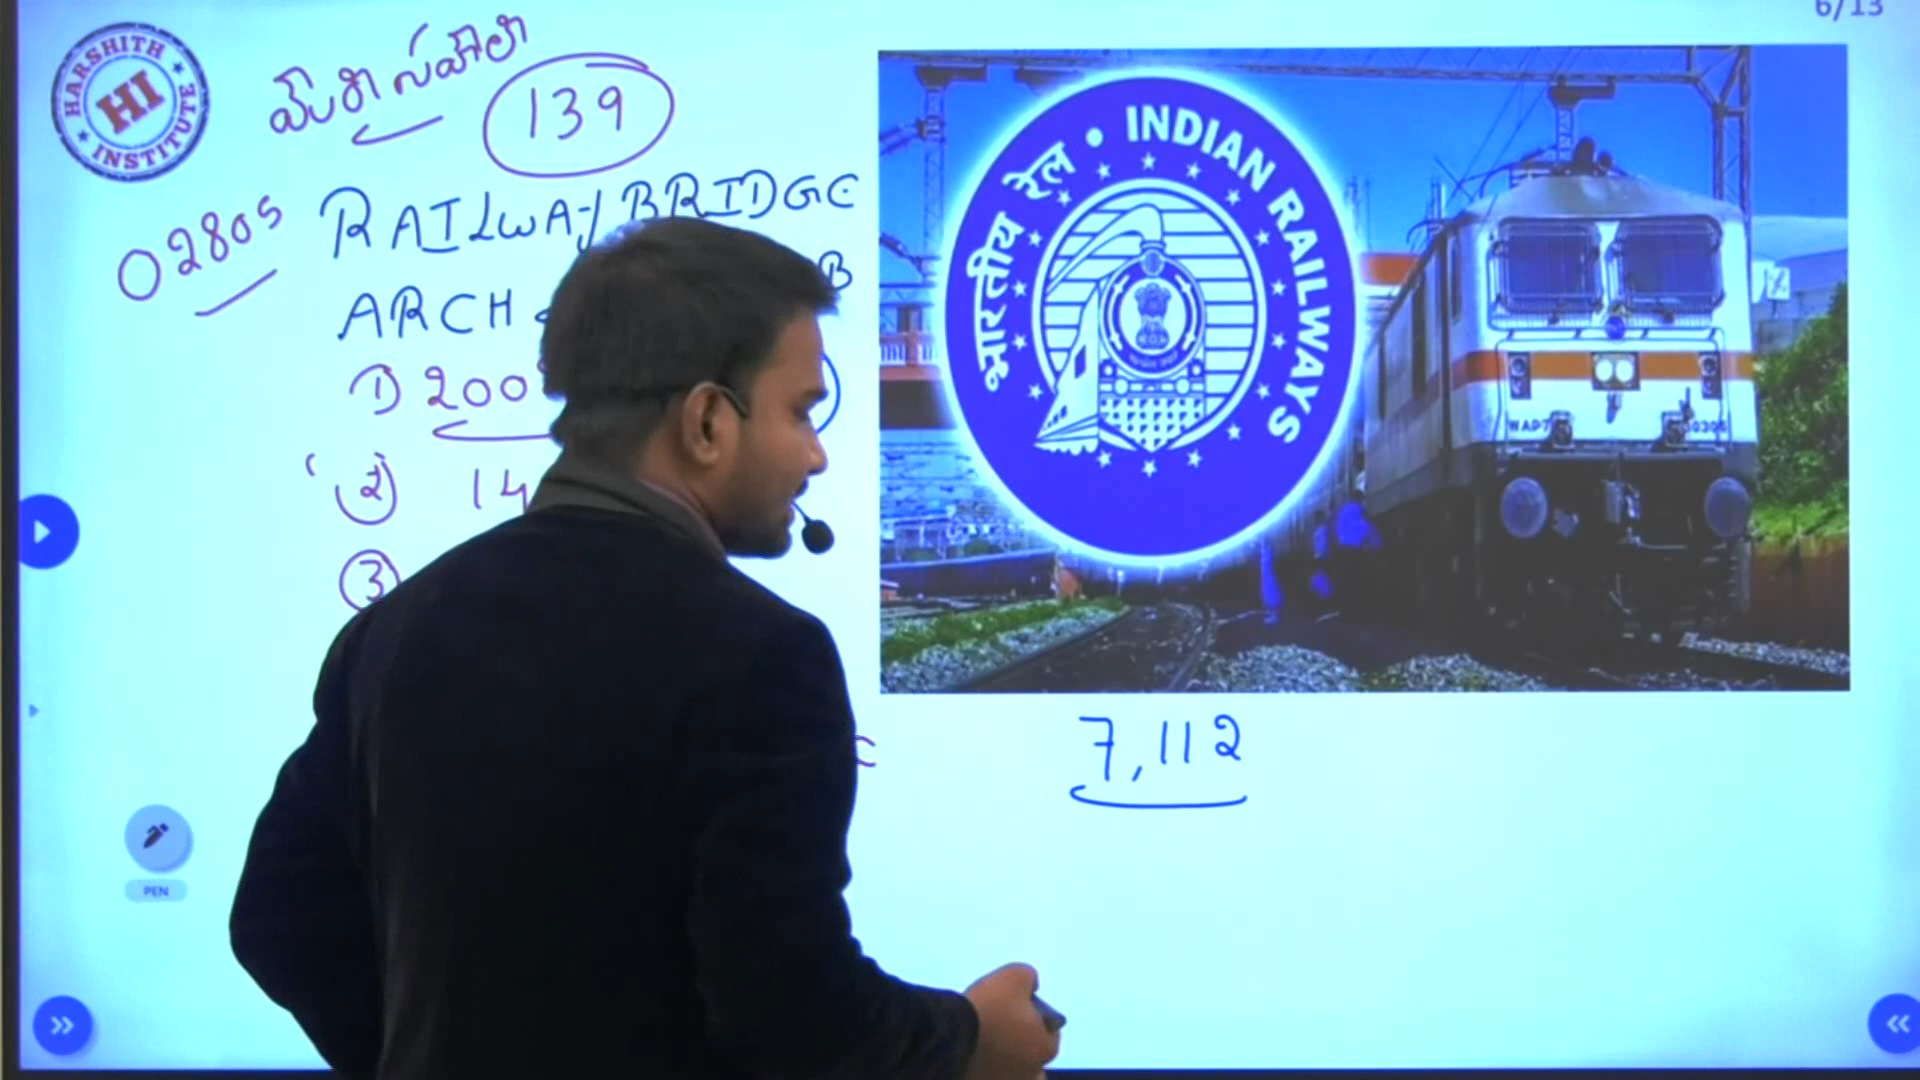 6/13
HARSHITH
HI
INSTITUTE
139
02805
RAILWAY BRIDGE
ARCH
B
1) 200
(2) 14
3
7,112
भारतीय रेल • INDIAN RAILWAYS
WAP7
PEN